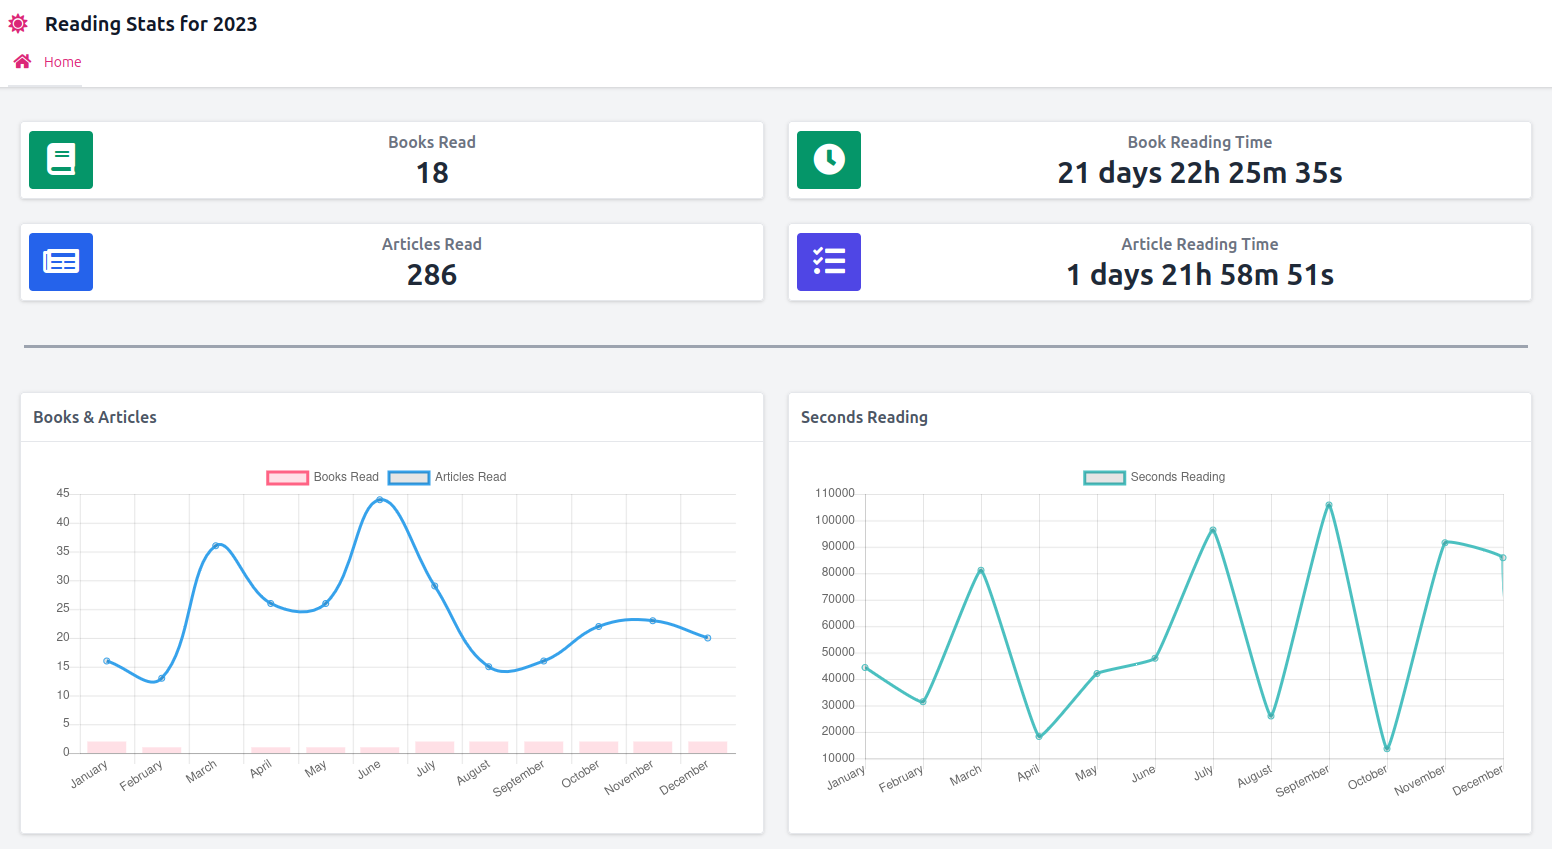 Reading Stats for 2023
Home
Books Read
18
Book Reading Time
21 days 22h 25m 35s
Articles Read
286
Article Reading Time
1 days 21h 58m 51s
Books & Articles
Books Read
Articles Read
45
40
35
30
25
20
15
10
5
0
January
February
March
April
May
June
July
August
September
October
November
December
Seconds Reading
Seconds Reading
110000
100000
90000
80000
70000
60000
50000
40000
30000
20000
10000
January
February
March
April
May
June
July
August
September
October
November
December